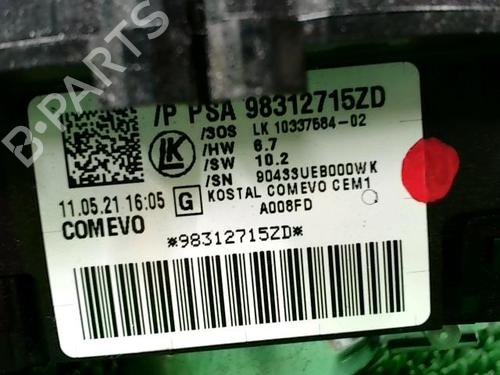 B-PARTS
/P PSA 98312715ZD
/SOS LK 10337584-02
/HW 6.7
/SW 10.2
/SN 90433UEB000WK
LK
11.05.21 16:05 G KOSTAL COMEVO CEM1
COMEVO A008FD
*98312715ZD*